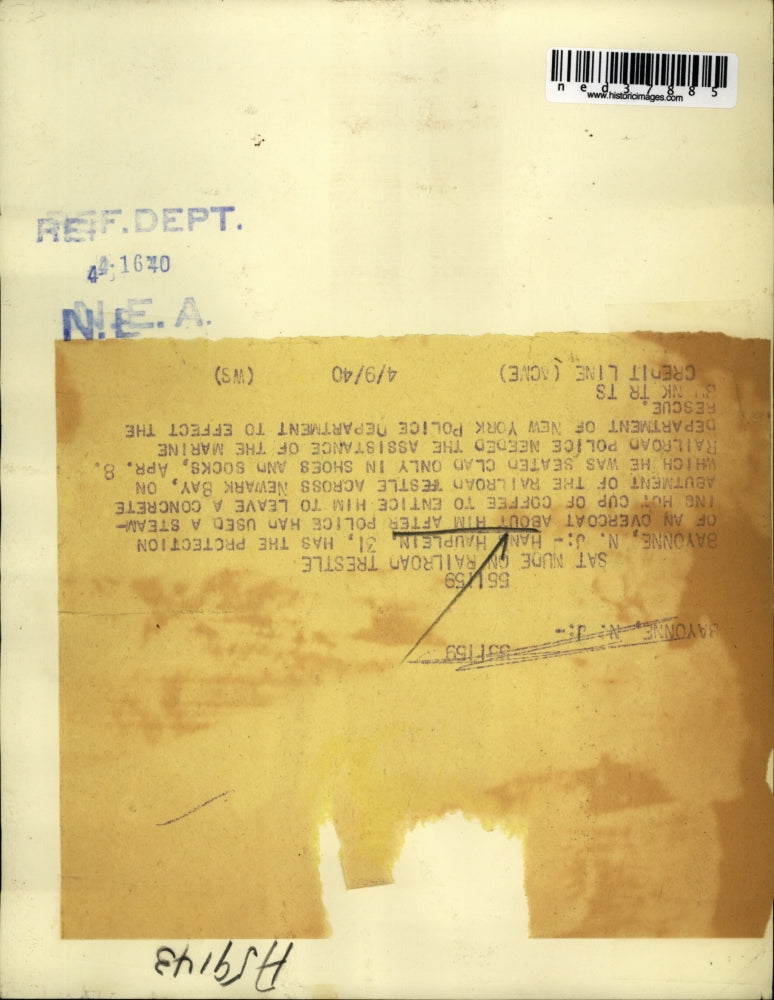 ned37885
www.historicimages.com
REF.DEPT.
4 16 40
N.E.A.
551159
BAYONNE, N. J:-
551159
SAT NUDE ON RAILROAD TRESTLE
BAYONNE, N. J:- HANS HAUPLEIN, 31, HAS THE PROTECTION
OF AN OVERCOAT ABOUT HIM AFTER POLICE HAD USED A STEAM-
ING HOT CUP OF COFFEE TO ENTICE HIM TO LEAVE A CONCRETE
ABUTMENT OF THE RAILROAD TESTLE ACROSS NEWARK BAY, ON
WHICH HE WAS SEATED CLAD ONLY IN SHOES AND SOCKS, APR. 8.
RAILROAD POLICE NEEDED THE ASSISTANCE OF THE MARINE
DEPARTMENT OF NEW YORK POLICE DEPARTMENT TO EFFECT THE
RESCUE.
NK TR TS
CREDIT LINE (ACME) 4/9/40 (WS)
A59143